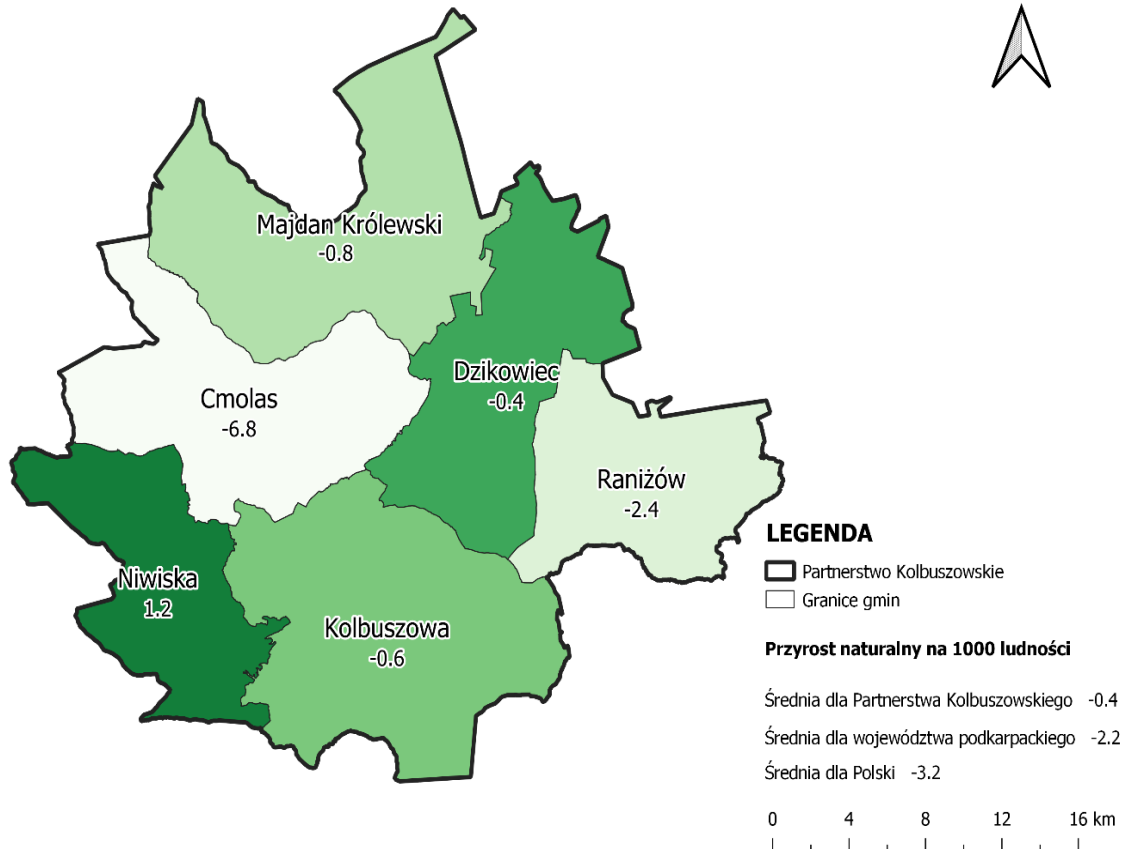 Majdan Królewski
-0.8
Dzikowiec
-0.4
Cmolas
-6.8
Raniżów
-2.4
Niwiska
1.2
Kolbuszowa
-0.6
LEGENDA
Partnerstwo Kolbuszowskie
Granice gmin
Przyrost naturalny na 1000 ludności
Średnia dla Partnerstwa Kolbuszowskiego -0.4
Średnia dla województwa podkarpackiego -2.2
Średnia dla Polski -3.2
0 4 8 12 16 km